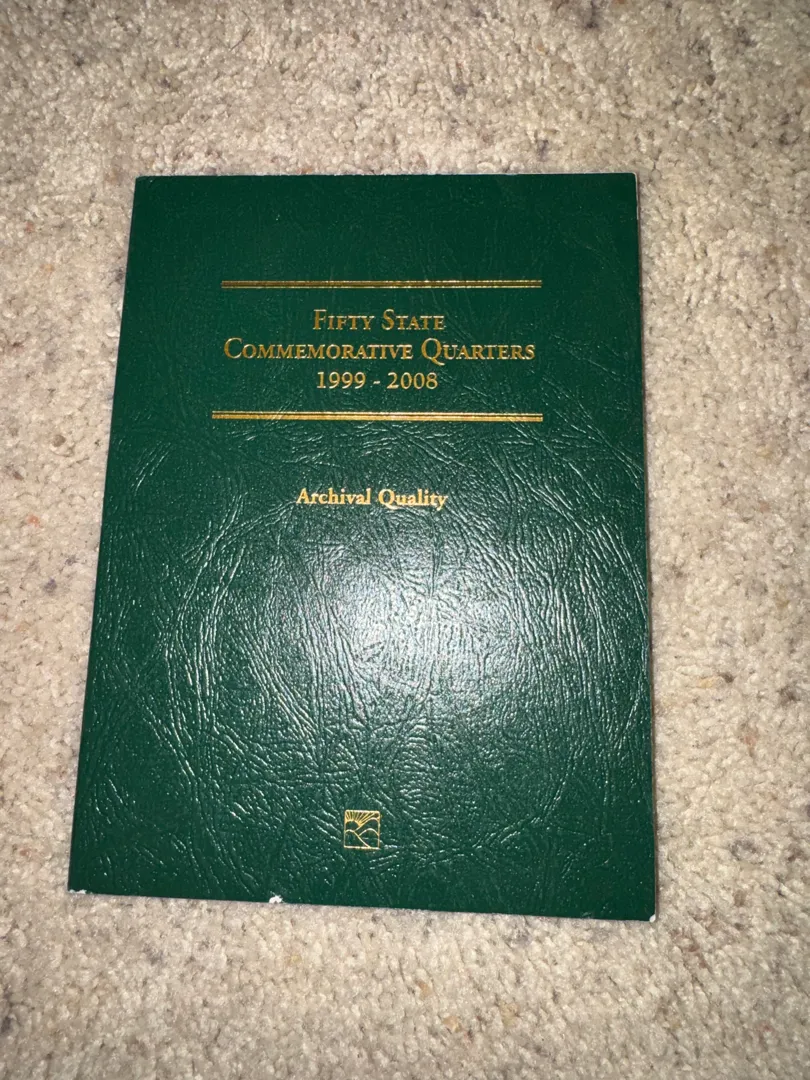 Fifty State
Commemorative Quarters
1999 - 2008
Archival Quality